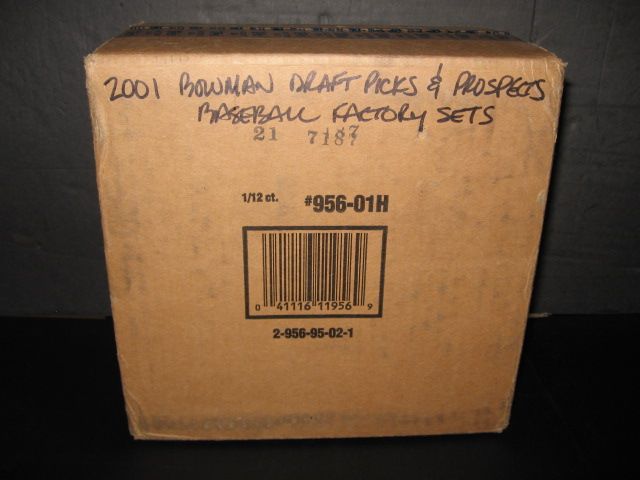 2001 BOWMAN DRAFT PICKS & PROSPECTS
BASEBALL FACTORY SETS
21 7187
1/12 ct. #956-01H
0 41116 11956 9
2-956-95-02-1